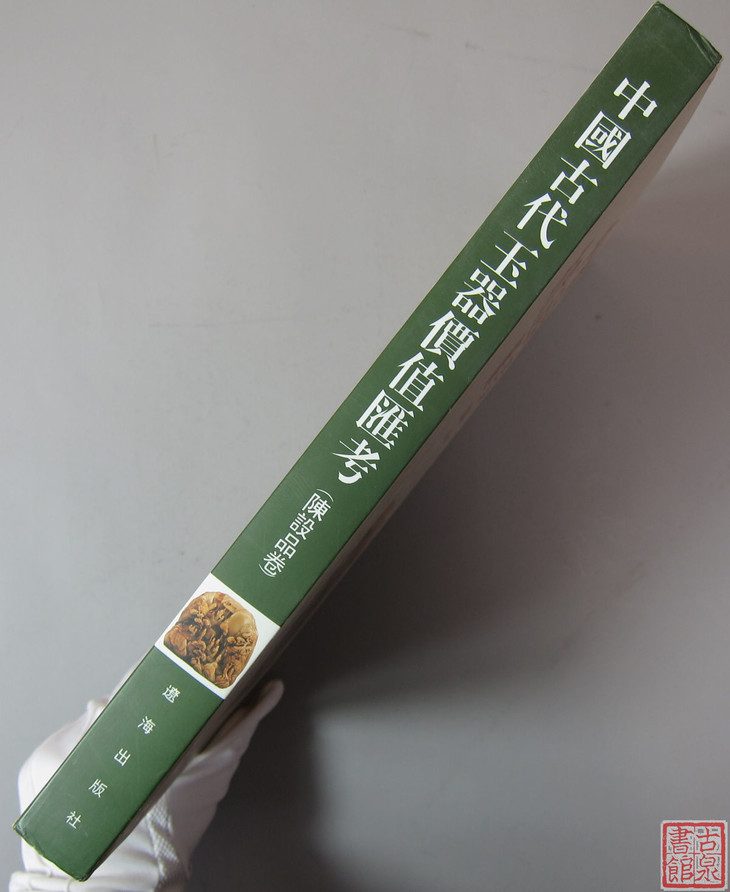 中國古代玉器價值匯考
(陳設品卷)
遼海出版社
古泉
書館